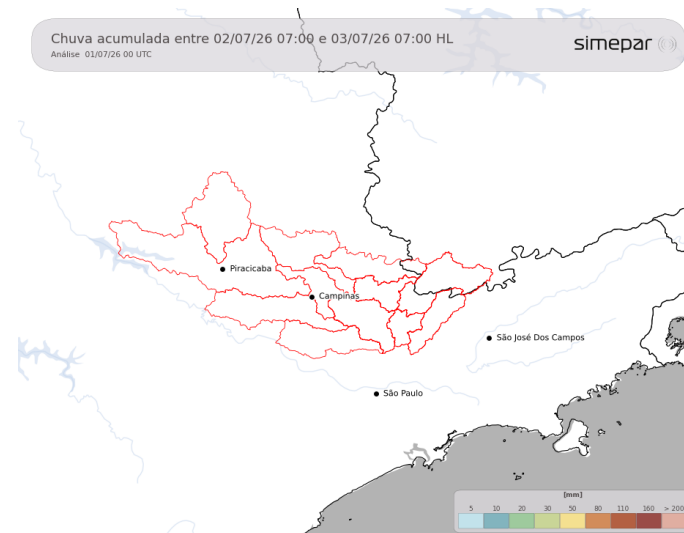 Chuva acumulada entre 02/07/26 07:00 e 03/07/26 07:00 HL
Análise 01/07/26 00 UTC
simepar
Piracicaba
Campinas
São José Dos Campos
São Paulo
[mm]
5 10 20 30 50 80 110 160 > 200